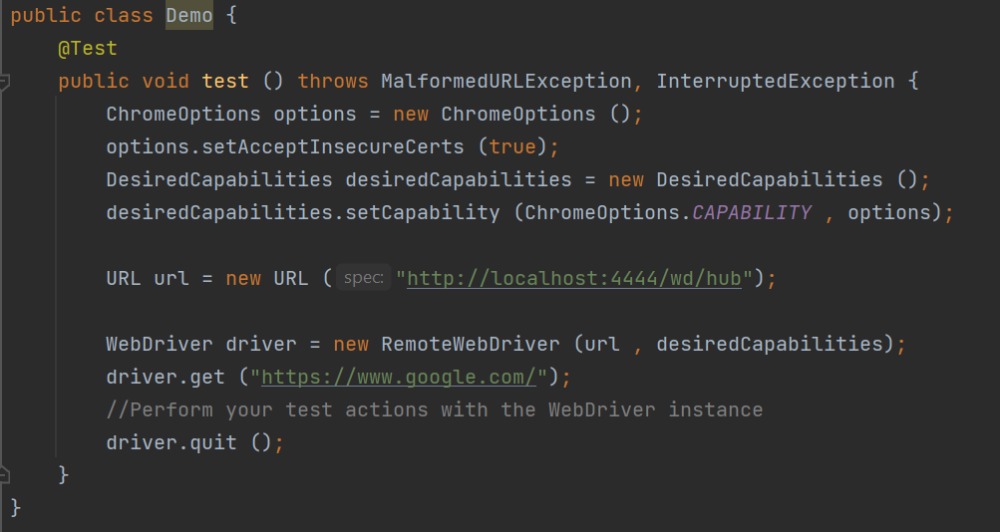 public class Demo {
@Test
public void test () throws MalformedURLException, InterruptedException {
ChromeOptions options = new ChromeOptions ();
options.setAcceptInsecureCerts (true);
DesiredCapabilities desiredCapabilities = new DesiredCapabilities ();
desiredCapabilities.setCapability (ChromeOptions.CAPABILITY , options);
URL url = new URL ( spec: "http://localhost:4444/wd/hub");
WebDriver driver = new RemoteWebDriver (url , desiredCapabilities);
driver.get ("https://www.google.com/");
//Perform your test actions with the WebDriver instance
driver.quit ();
}
}